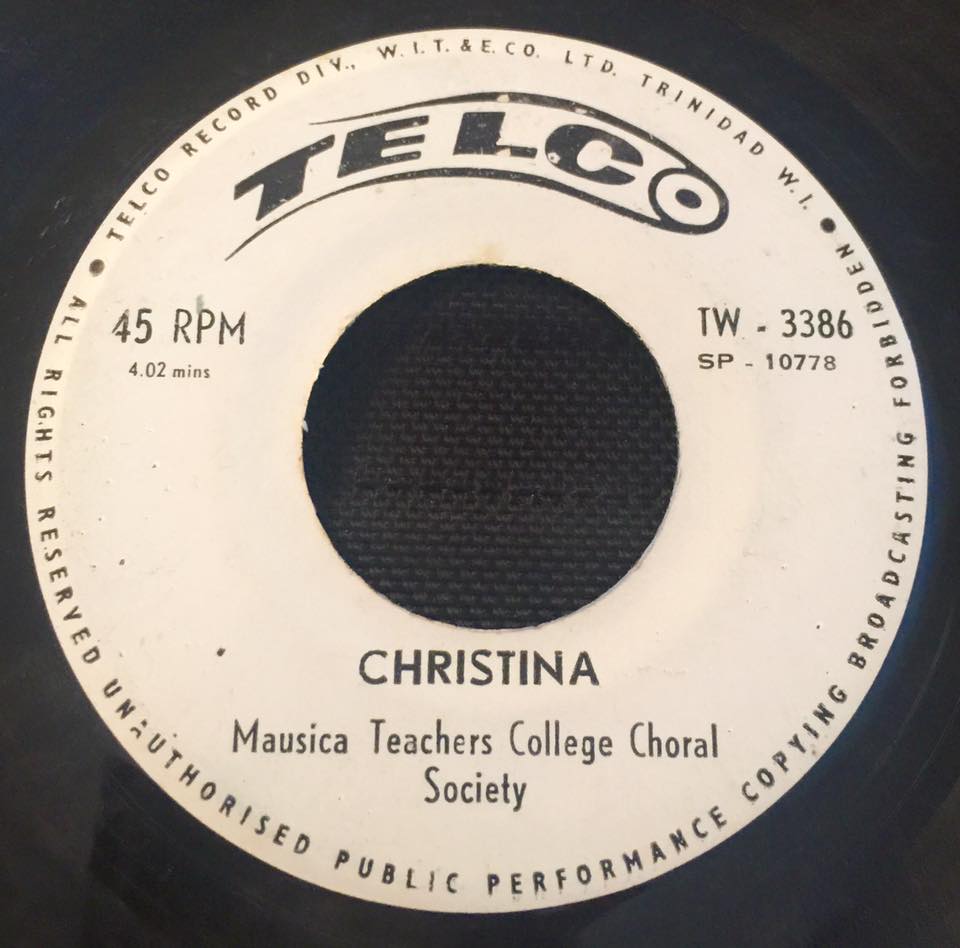 TELCO RECORD DIV., W.I.T. & E. CO. LTD. TRINIDAD W.I.
TELCO
45 RPM
4.02 mins
TW - 3386
SP - 10778
CHRISTINA
Mausica Teachers College Choral
Society
ALL RIGHTS RESERVED UNAUTHORISED PUBLIC PERFORMANCE COPYING BROADCASTING FORBIDDEN